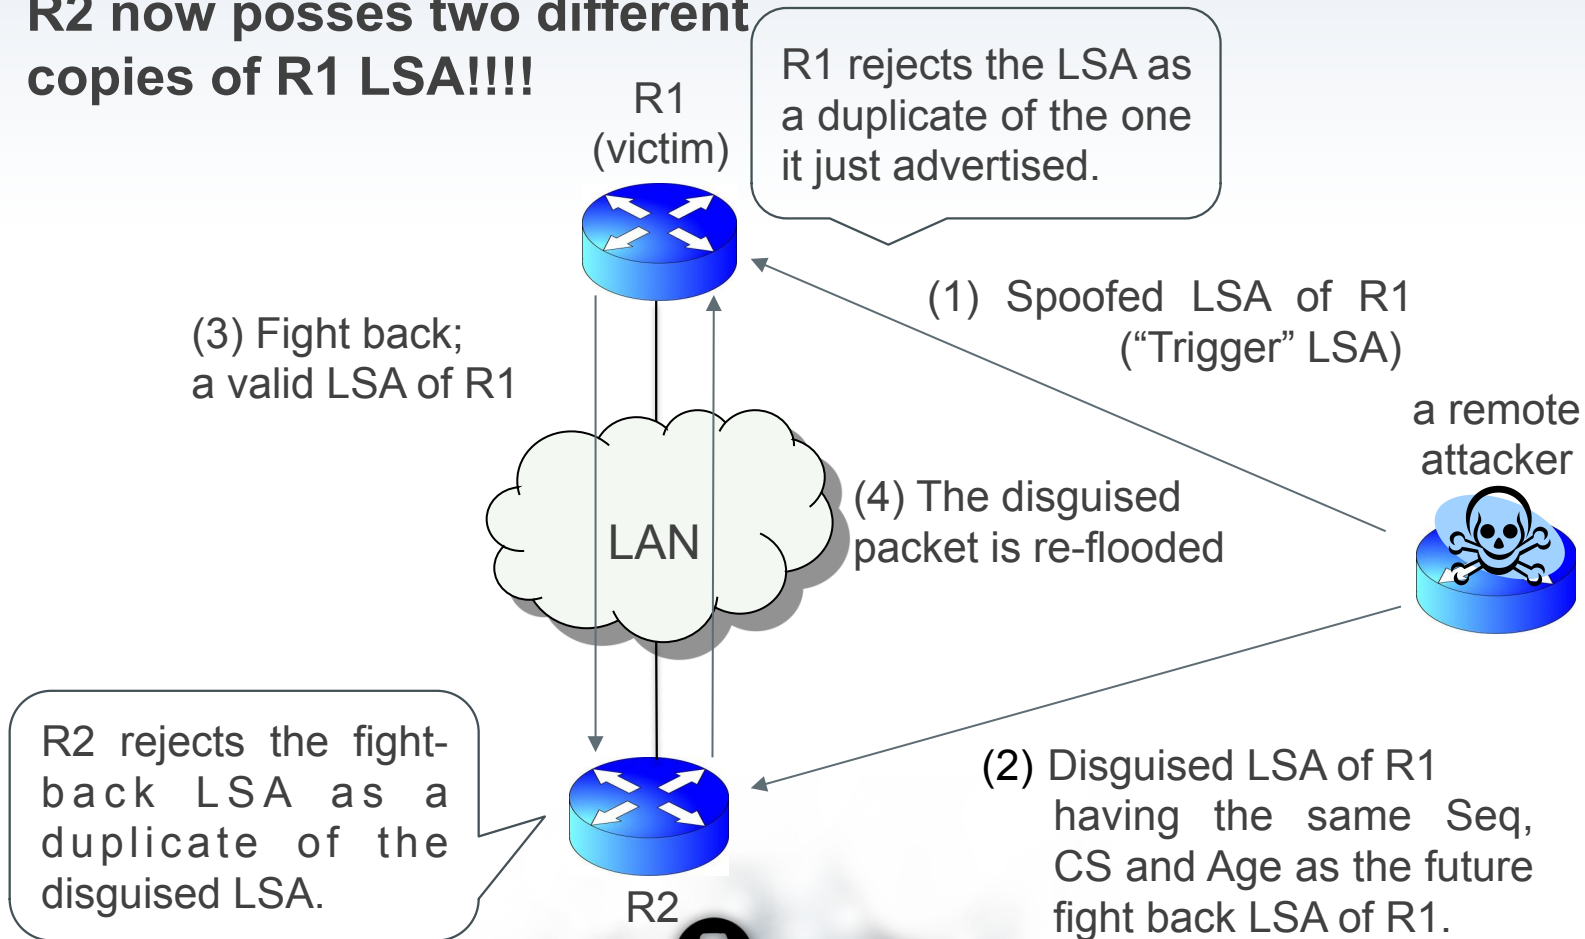 R2 now posses two different
copies of R1 LSA!!!!
R1
(victim)
R1 rejects the LSA as
a duplicate of the one
it just advertised.
(1) Spoofed LSA of R1
(“Trigger” LSA)
(3) Fight back;
a valid LSA of R1
a remote
attacker
(4) The disguised
packet is re-flooded
LAN
R2 rejects the fight-
back LSA as a
duplicate of the
disguised LSA.
(2) Disguised LSA of R1
having the same Seq,
CS and Age as the future
fight back LSA of R1.
R2